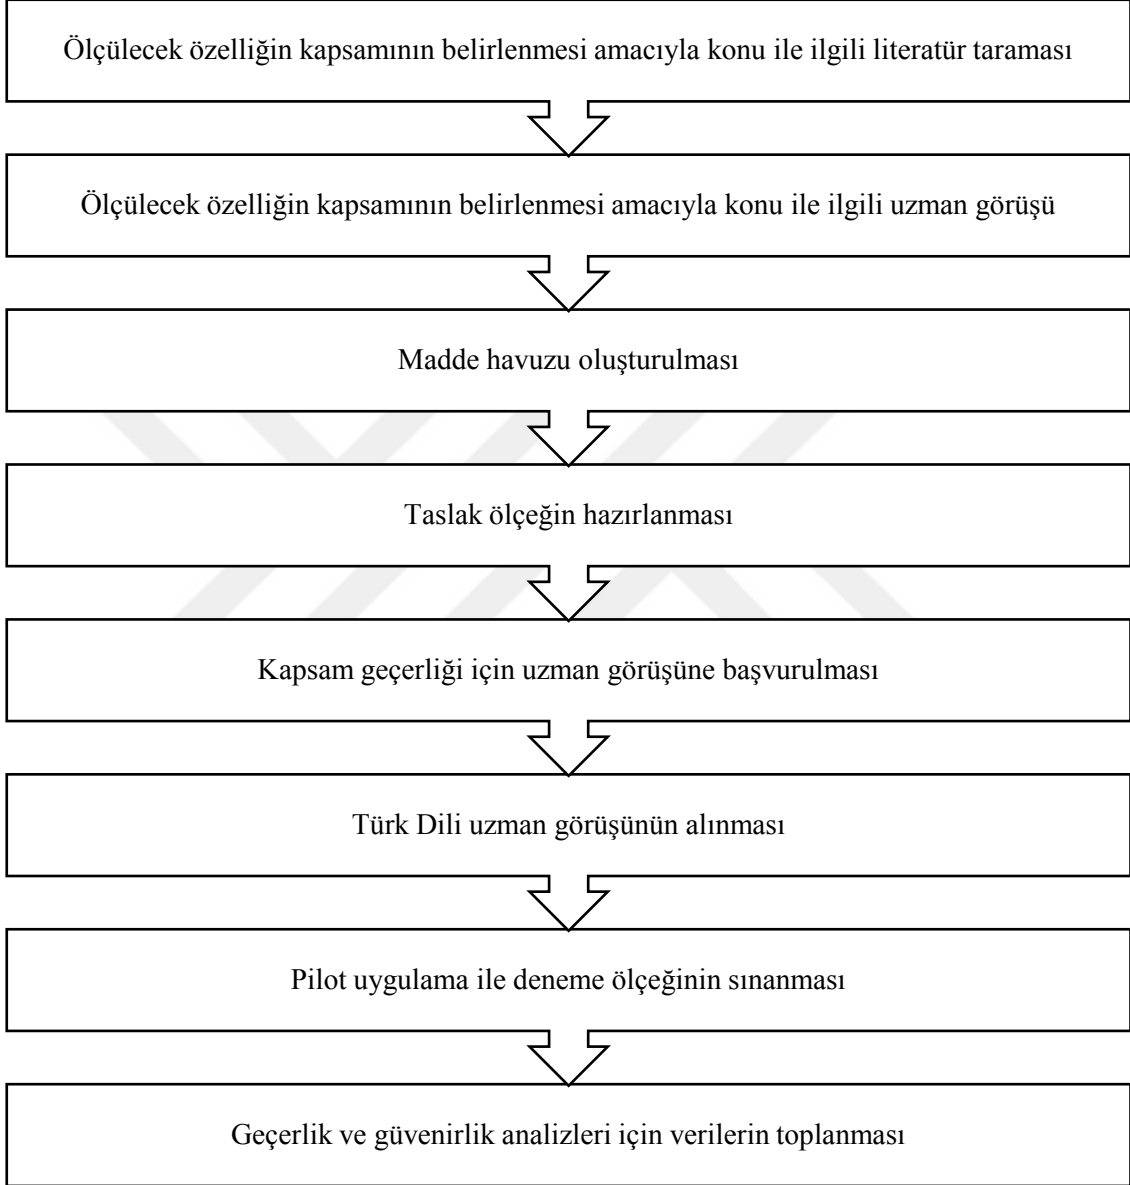 Ölçülecek özelliğin kapsamının belirlenmesi amacıyla konu ile ilgili literatür taraması
Ölçülecek özelliğin kapsamının belirlenmesi amacıyla konu ile ilgili uzman görüşü
Madde havuzu oluşturulması
Taslak ölçeğin hazırlanması
Kapsam geçerliği için uzman görüşüne başvurulması
Türk Dili uzman görüşünün alınması
Pilot uygulama ile deneme ölçeğinin sınanması
Geçerlik ve güvenirlik analizleri için verilerin toplanması